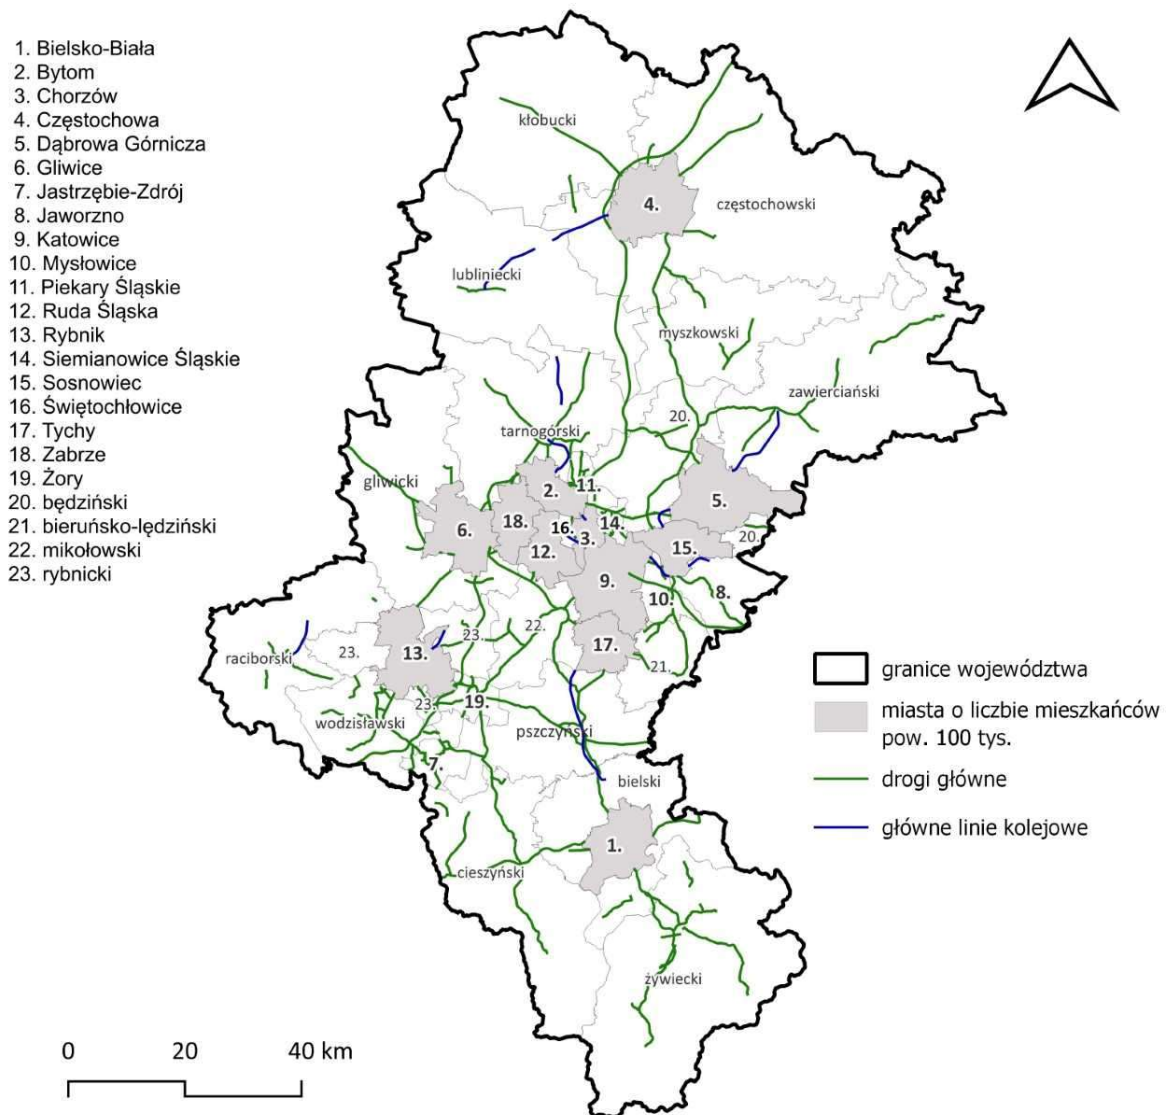 1. Bielsko-Biała
2. Bytom
3. Chorzów
4. Częstochowa
5. Dąbrowa Górnicza
6. Gliwice
7. Jastrzębie-Zdrój
8. Jaworzno
9. Katowice
10. Mysłowice
11. Piekary Śląskie
12. Ruda Śląska
13. Rybnik
14. Siemianowice Śląskie
15. Sosnowiec
16. Świętochłowice
17. Tychy
18. Zabrze
19. Żory
20. będziński
21. bieruńsko-lędziński
22. mikołowski
23. rybnicki
kłobucki
4.
częstochowski
lubliniecki
myszkowski
zawierciański
20.
tarnogórski
gliwicki
2.
11.
5.
6.
18.
16.
14.
3.
20.
12.
15.
9.
8.
10.
23.
22.
raciborski
23.
13.
17.
21.
23.
19.
wodzisławski
pszczyński
7.
bielski
1.
cieszyński
żywiecki
granice województwa
miasta o liczbie mieszkańców
pow. 100 tys.
drogi główne
główne linie kolejowe
0 20 40 km